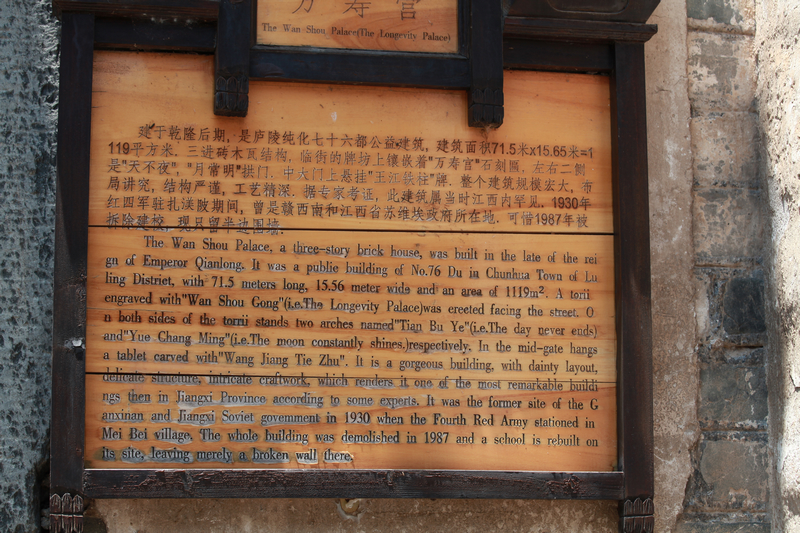 万寿宫
The Wan Shou Palace(The Longevity Palace)
建于乾隆后期，是庐陵纯化七十六都公益建筑，建筑面积71.5米x15.65米=1
119平方米．三进砖木瓦结构，临街的牌坊上镶嵌着"万寿宫"石刻匾，左右二侧
是"天不夜"，"月常明"拱门．中大门上悬挂"王江铁柱"牌．整个建筑规模宏大，布
局讲究，结构严谨，工艺精深．据专家考证，此建筑属当时江西内罕见．1930年
红四军驻扎渼陂期间，曾是赣西南和江西省苏维埃政府所在地．可惜1987年被
拆除建校，现只留半边围墙．
The Wan Shou Palace, a three-story brick house, was built in the late of the rei
gn of Emperor Qianlong. It was a public building of No.76 Du in Chunhua Town of Lu
ling District, with 71.5 meters long, 15.56 meter wide and an area of 1119m². A torii
engraved with"Wan Shou Gong"(i.e.The Longevity Palace)was erected facing the street. O
n both sides of the torrii stands two arches named"Tian Bu Ye"(i.e.The day never ends)
and"Yue Chang Ming"(i.e.The moon constantly shines.)respectively. In the mid-gate hangs
a tablet carved with"Wang Jiang Tie Zhu". It is a gorgeous building, with dainty layout,
delicate structure, intricate craftwork, which renders it one of the most remarkable buildi
ngs then in Jiangxi Province according to some experts. It was the former site of the G
anxinan and Jiangxi Soviet government in 1930 when the Fourth Red Army stationed in
Mei Bei village. The whole building was demolished in 1987 and a school is rebuilt on
its site, leaving merely a broken wall there.